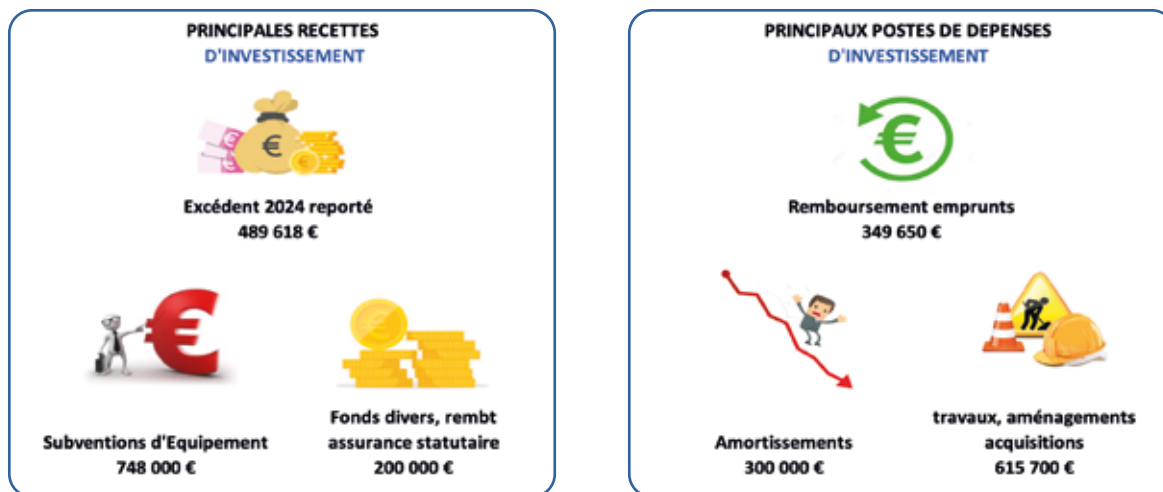 PRINCIPALES RECETTES
D'INVESTISSEMENT
Excédent 2024 reporté
489 618 €
Subventions d'Equipement
748 000 €
Fonds divers, rembt
assurance statutaire
200 000 €
PRINCIPAUX POSTES DE DEPENSES
D'INVESTISSEMENT
Remboursement emprunts
349 650 €
Amortissements
300 000 €
travaux, aménagements
acquisitions
615 700 €